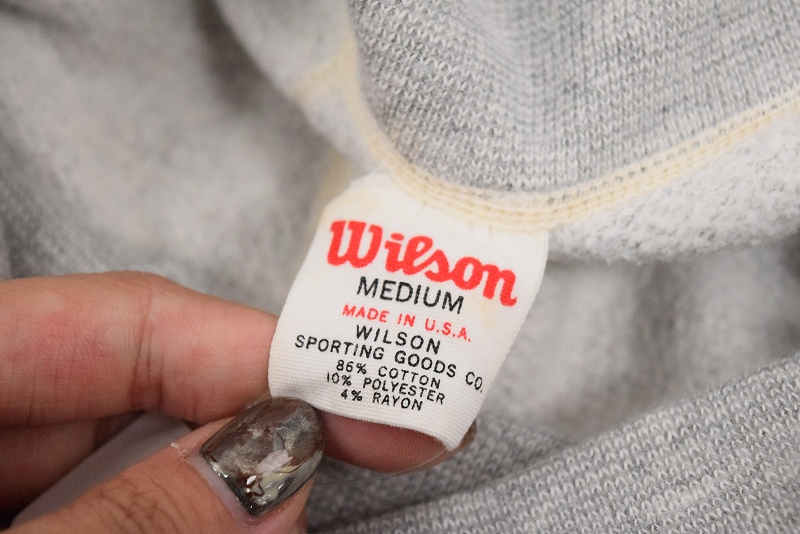 Wilson
MEDIUM
MADE IN U.S.A.
WILSON
SPORTING GOODS CO.
86% COTTON
10% POLYESTER
4% RAYON